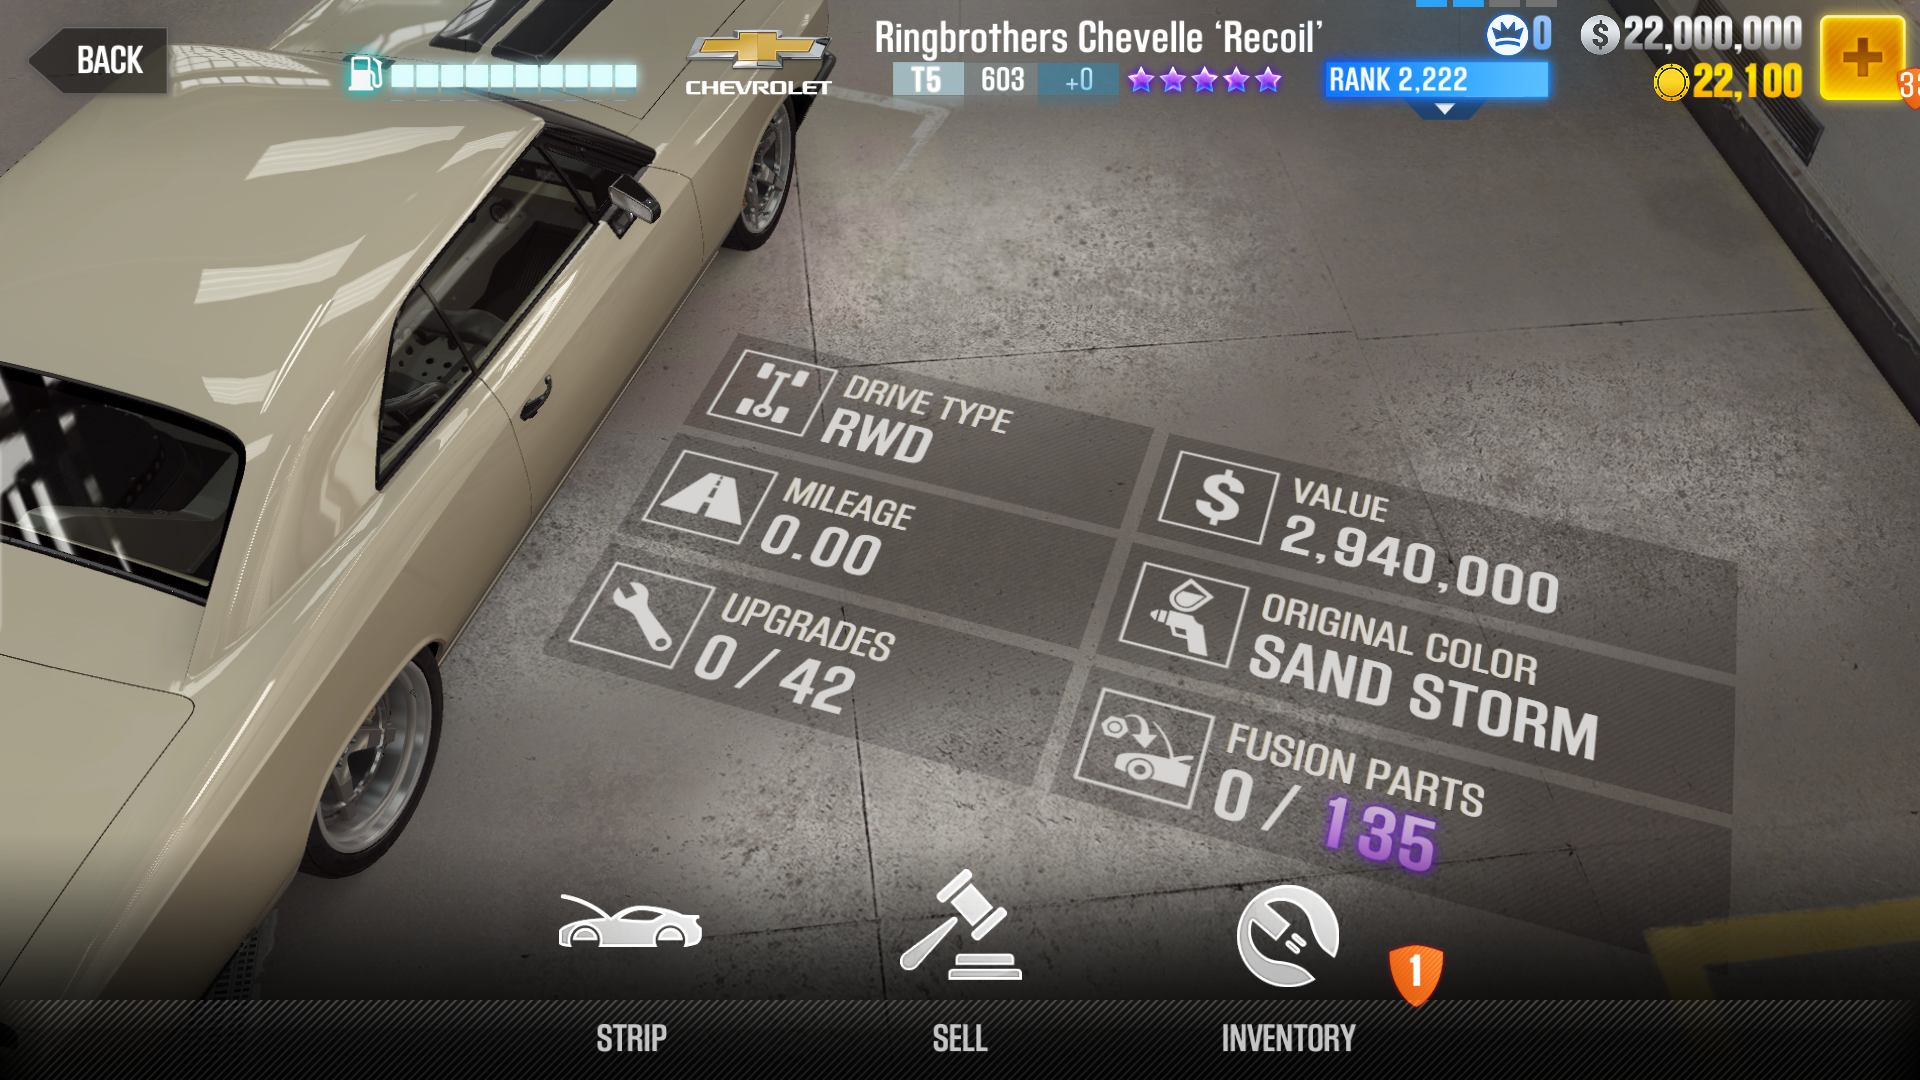 BACK
CHEVROLET
Ringbrothers Chevelle ‘Recoil’
T5 603 +0
RANK 2,222
0
22,000,000
22,100
DRIVE TYPE
RWD
MILEAGE
0.00
UPGRADES
0 / 42
$ VALUE
2,940,000
ORIGINAL COLOR
SAND STORM
FUSION PARTS
0 / 135
1
STRIP
SELL
INVENTORY